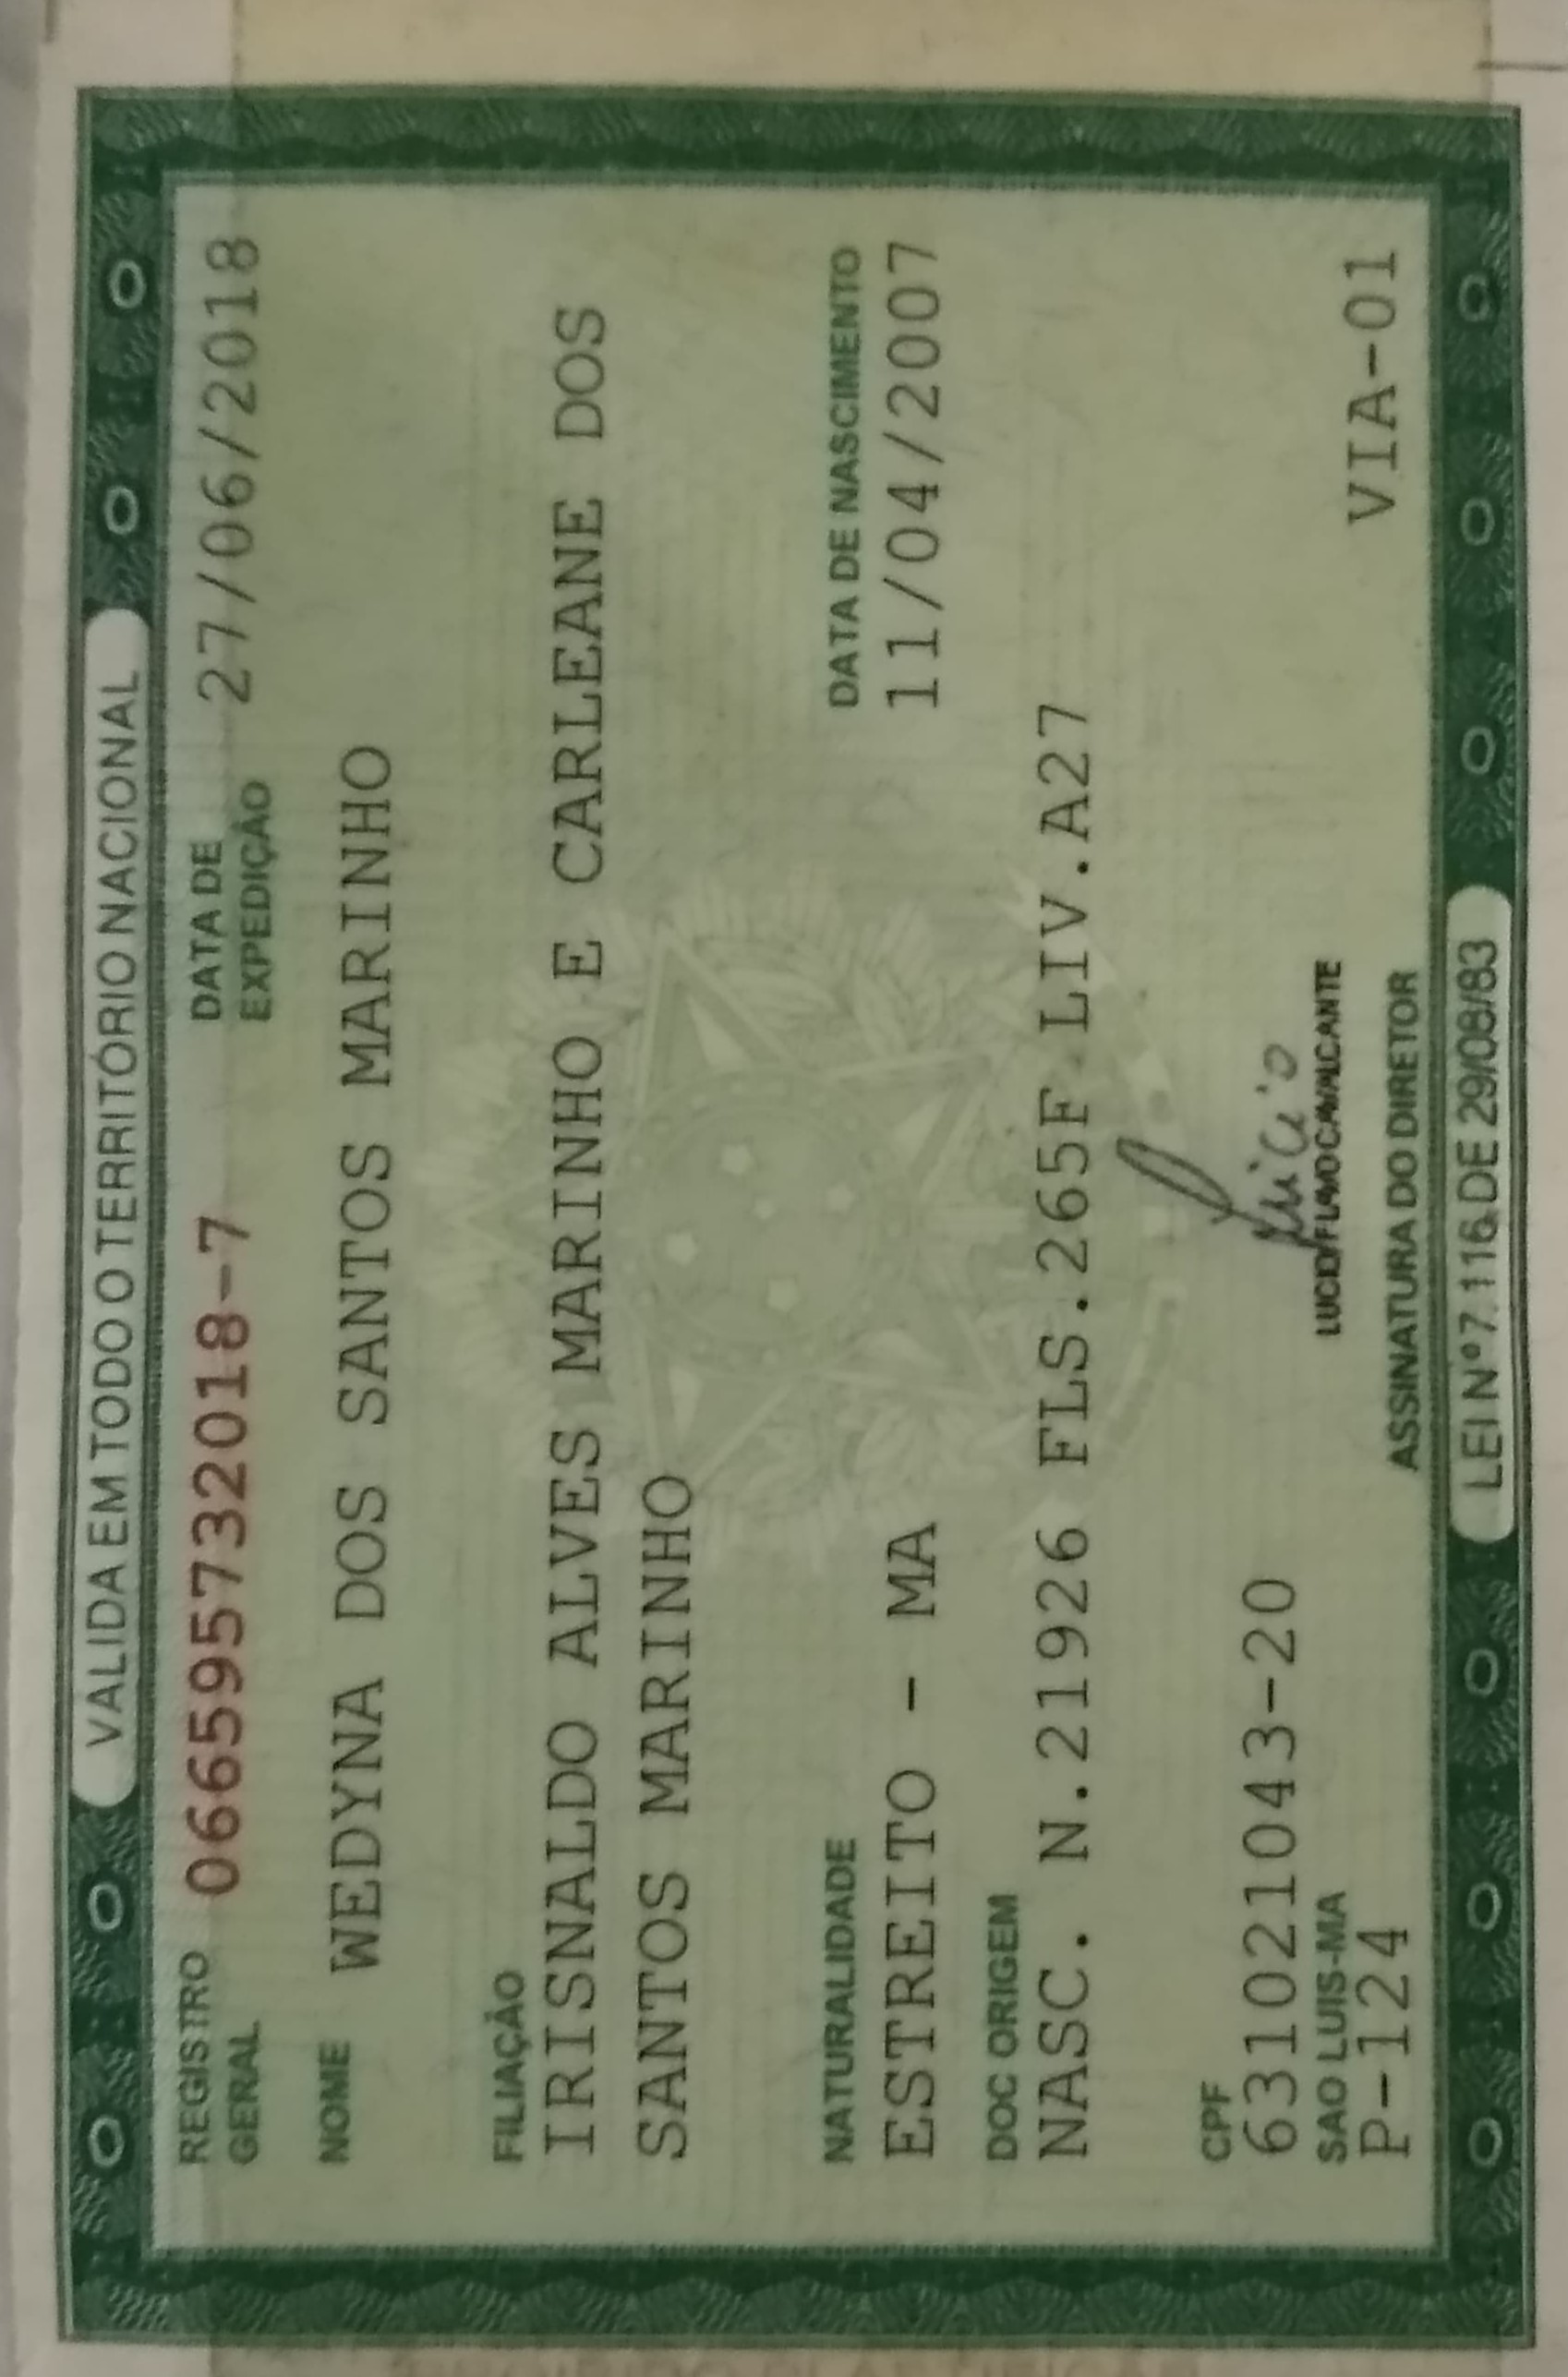 VALIDA EM TODO O TERRITÓRIO NACIONAL
REGISTRO GERAL 066595732018-7 DATA DE EXPEDIÇÃO 27/06/2018
NOME WEDYNA DOS SANTOS MARINHO
FILIAÇÃO
IRISNALDO ALVES MARINHO E CARLEANE DOS
SANTOS MARINHO
NATURALIDADE DATA DE NASCIMENTO
ESTREITO - MA 11/04/2007
DOC ORIGEM
NASC. N.21926 FLS.265F LIV.A27
CPF
631021043-20
SAO LUIS-MA
P-124
Lucio
LUCIO FLAVIO CAVALCANTE
VIA-01
ASSINATURA DO DIRETOR
LEI Nº 7.116 DE 29/08/83